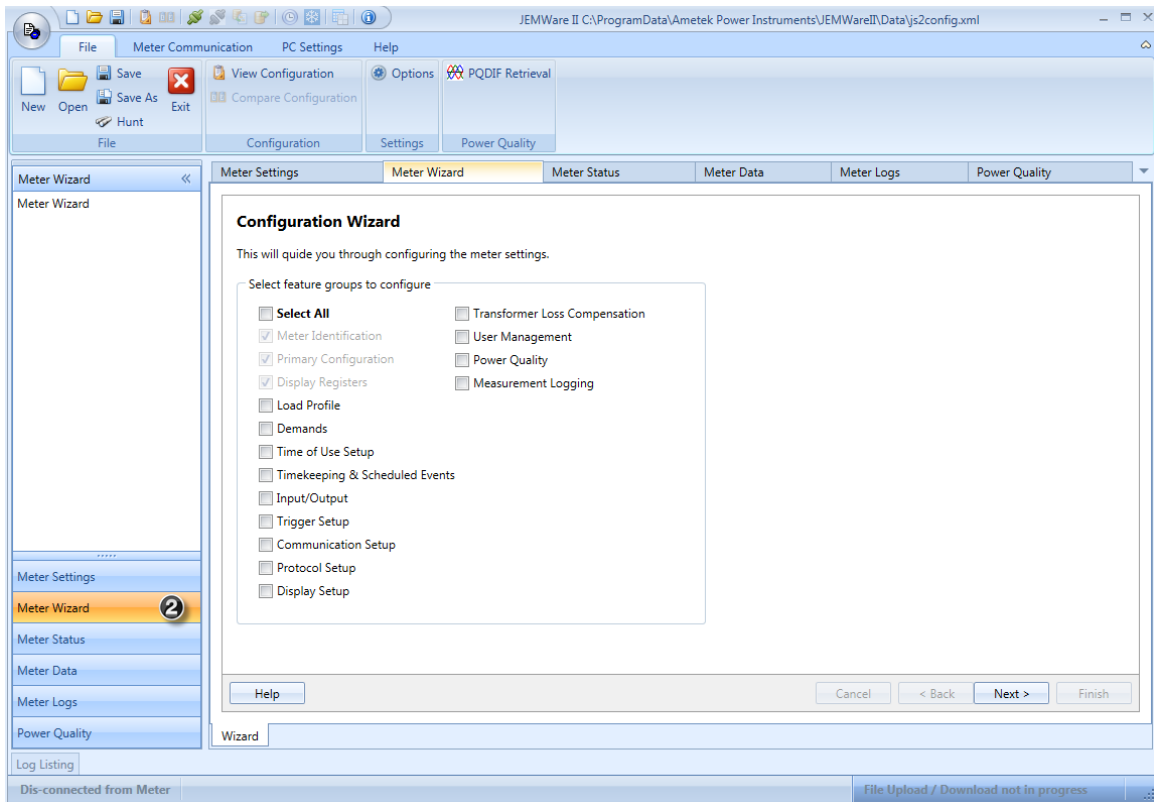 JEMWare II C:\ProgramData\Ametek Power Instruments\JEMWareII\Data\js2config.xml
File Meter Communication PC Settings Help
New
Open
Save
Save As
Hunt
Exit
File
View Configuration
Compare Configuration
Configuration
Options
Settings
PQDIF Retrieval
Power Quality
Meter Wizard
Meter Wizard
Meter Settings
Meter Wizard 2
Meter Status
Meter Data
Meter Logs
Power Quality
Meter Settings Meter Wizard Meter Status Meter Data Meter Logs Power Quality
Configuration Wizard
This will quide you through configuring the meter settings.
Select feature groups to configure
Select All
Meter Identification
Primary Configuration
Display Registers
Load Profile
Demands
Time of Use Setup
Timekeeping & Scheduled Events
Input/Output
Trigger Setup
Communication Setup
Protocol Setup
Display Setup
Transformer Loss Compensation
User Management
Power Quality
Measurement Logging
Help Cancel < Back Next > Finish
Wizard
Log Listing
Dis-connected from Meter File Upload / Download not in progress